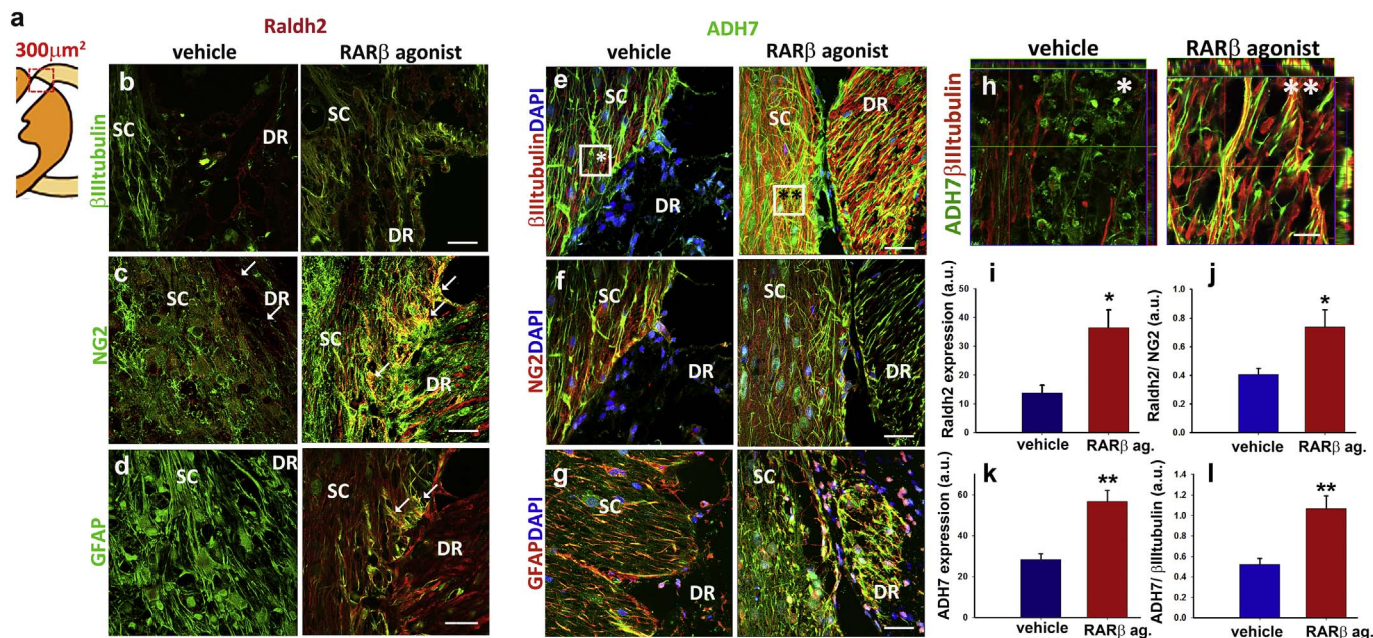 a
300μm²
Raldh2
vehicle
RARβ agonist
b
SC
DR
SC
DR
βIIItubulin
c
SC
DR
SC
DR
NG2
d
SC
DR
SC
DR
GFAP
ADH7
vehicle
RARβ agonist
e
SC
*
DR
SC
**
DR
βIIItubulinDAPI
f
SC
DR
SC
DR
NG2DAPI
g
SC
DR
SC
DR
GFAPDAPI
vehicle
RARβ agonist
h
*
**
ADH7βIIItubulin
i
Raldh2 expression (a.u.)
50
40
30
20
10
0
*
vehicle
RARβ ag.
j
Raldh2/ NG2 (a.u.)
1.0
0.8
0.6
0.4
0.2
0.0
*
vehicle
RARβ ag.
k
ADH7 expression (a.u.)
60
40
20
0
**
vehicle
RARβ ag.
l
ADH7/ βIIItubulin (a.u.)
1.4
1.2
1.0
0.8
0.6
0.4
0.2
0.0
**
vehicle
RARβ ag.